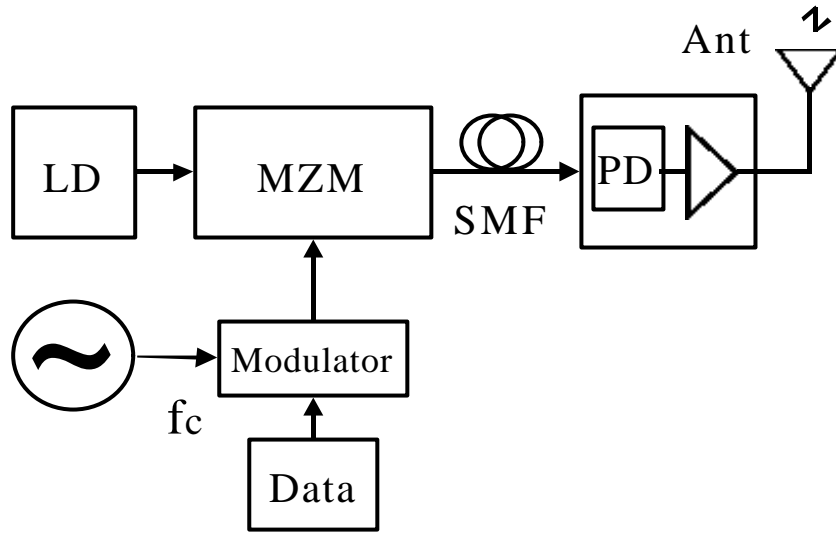 Ant
LD
MZM
PD
SMF
Modulator
fc
Data